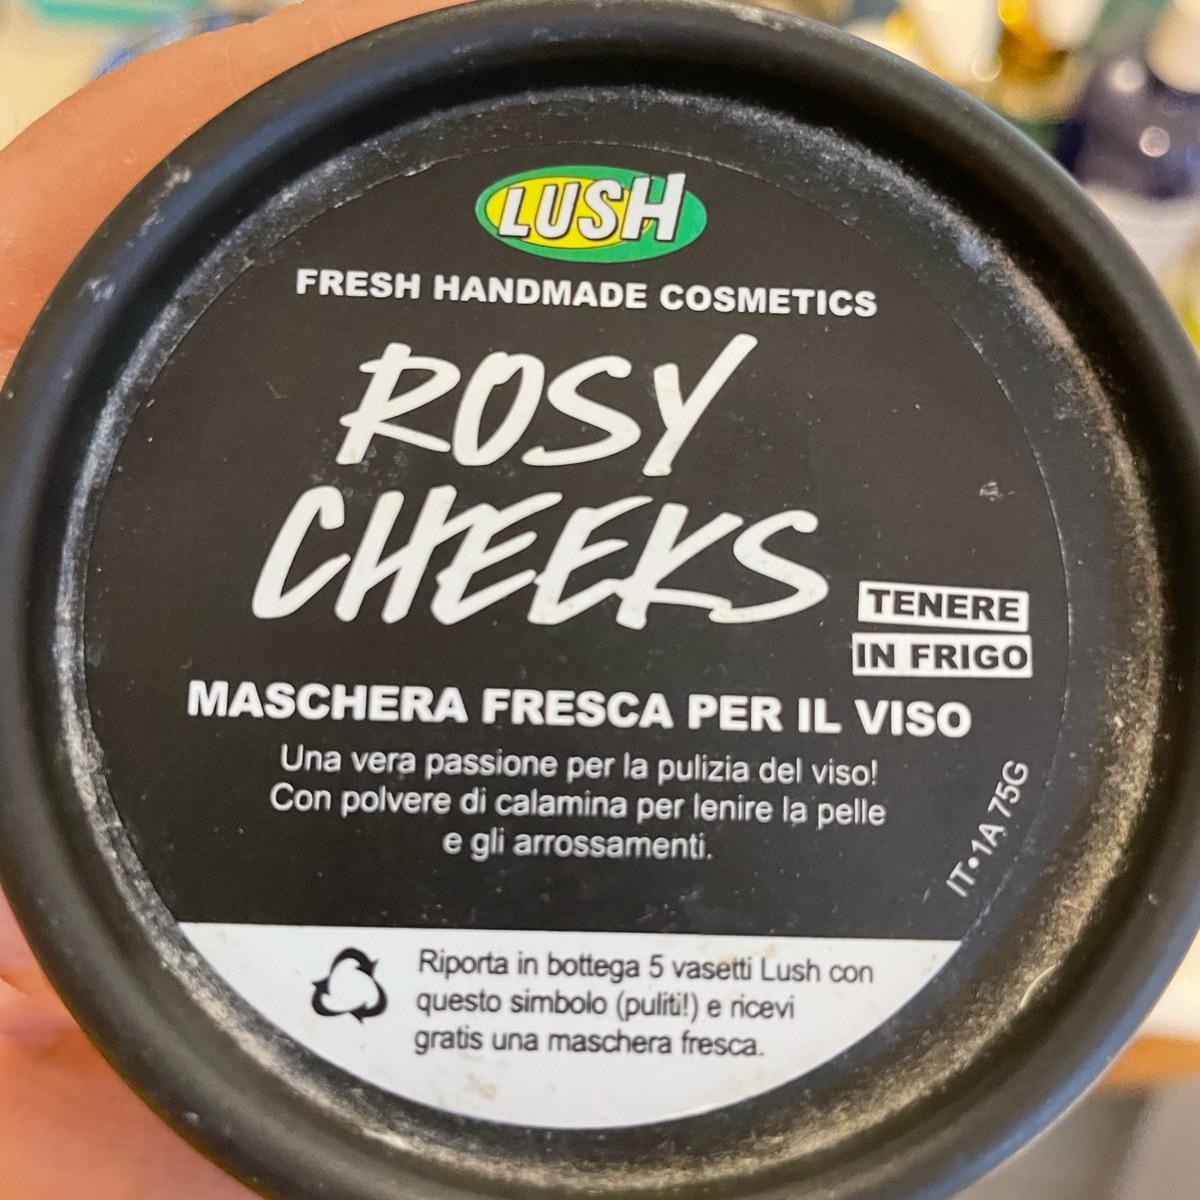 LUSH
FRESH HANDMADE COSMETICS
ROSY
CHEEKS
TENERE
IN FRIGO
MASCHERA FRESCA PER IL VISO
Una vera passione per la pulizia del viso!
Con polvere di calamina per lenire la pelle
e gli arrossamenti.
IT•1A 75G
Riporta in bottega 5 vasetti Lush con
questo simbolo (puliti!) e ricevi
gratis una maschera fresca.